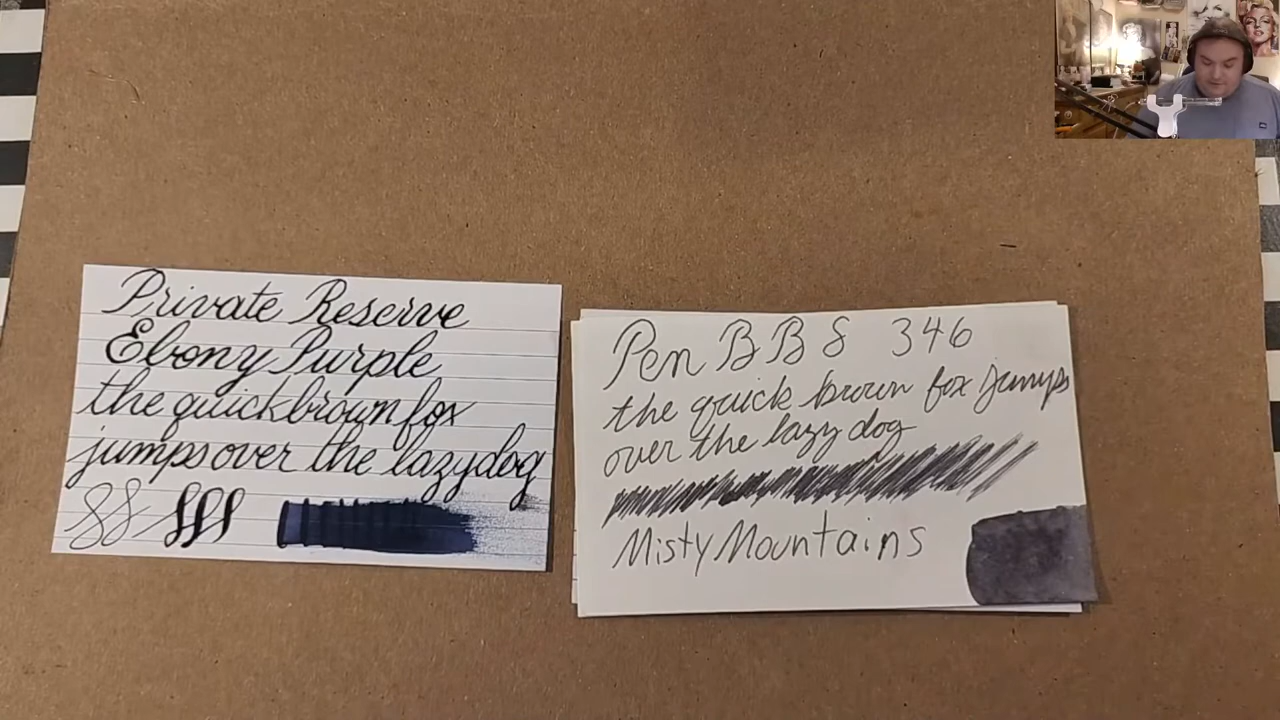 Private Reserve
Ebony Purple
the quick brown fox
jumps over the lazy dog
Pen BBS 346
the quick brown fox jumps
over the lazy dog
Misty Mountains